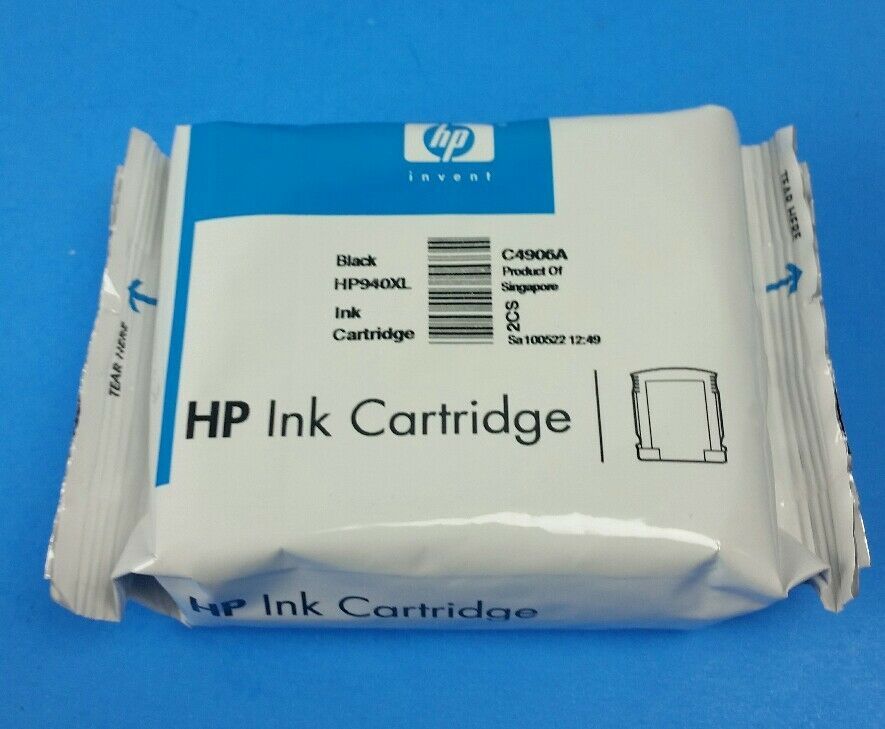 hp
invent
Black
HP940XL
Ink
Cartridge
C4906A
Product Of
Singapore
2CS
Sa100522 12:49
HP Ink Cartridge
HP Ink Cartridge
TEAR HERE
TEAR HERE